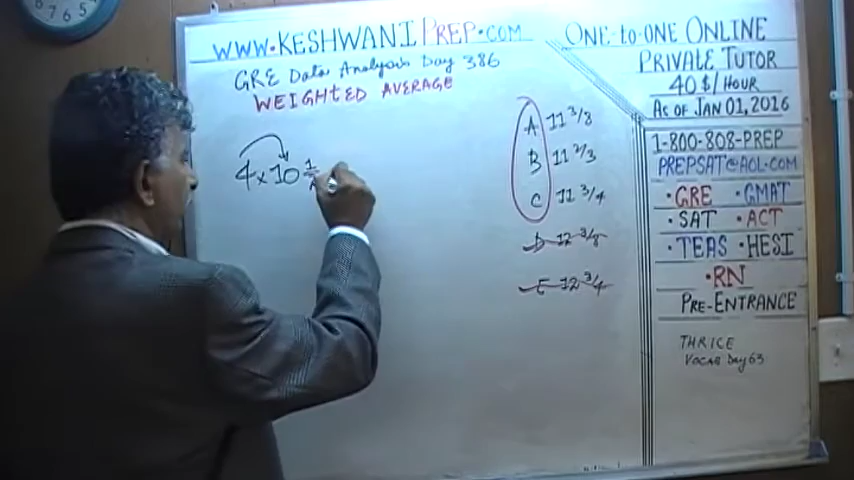 www.KESHWANIPREP.COM
GRE Data Analysis Day 386
WEIGHTED AVERAGE
4 x 10 1/
A 11 3/8
B 11 2/3
C 11 3/4
D 12 3/8
E 12 3/4
ONE-TO-ONE ONLINE
PRIVATE TUTOR
40 $/HOUR
AS OF JAN 01, 2016
1-800-808-PREP
PREPSAT@AOL.COM
•GRE •GMAT
•SAT •ACT
•TEAS •HESI
•RN
PRE-ENTRANCE
THRICE
VOCAB Day 63